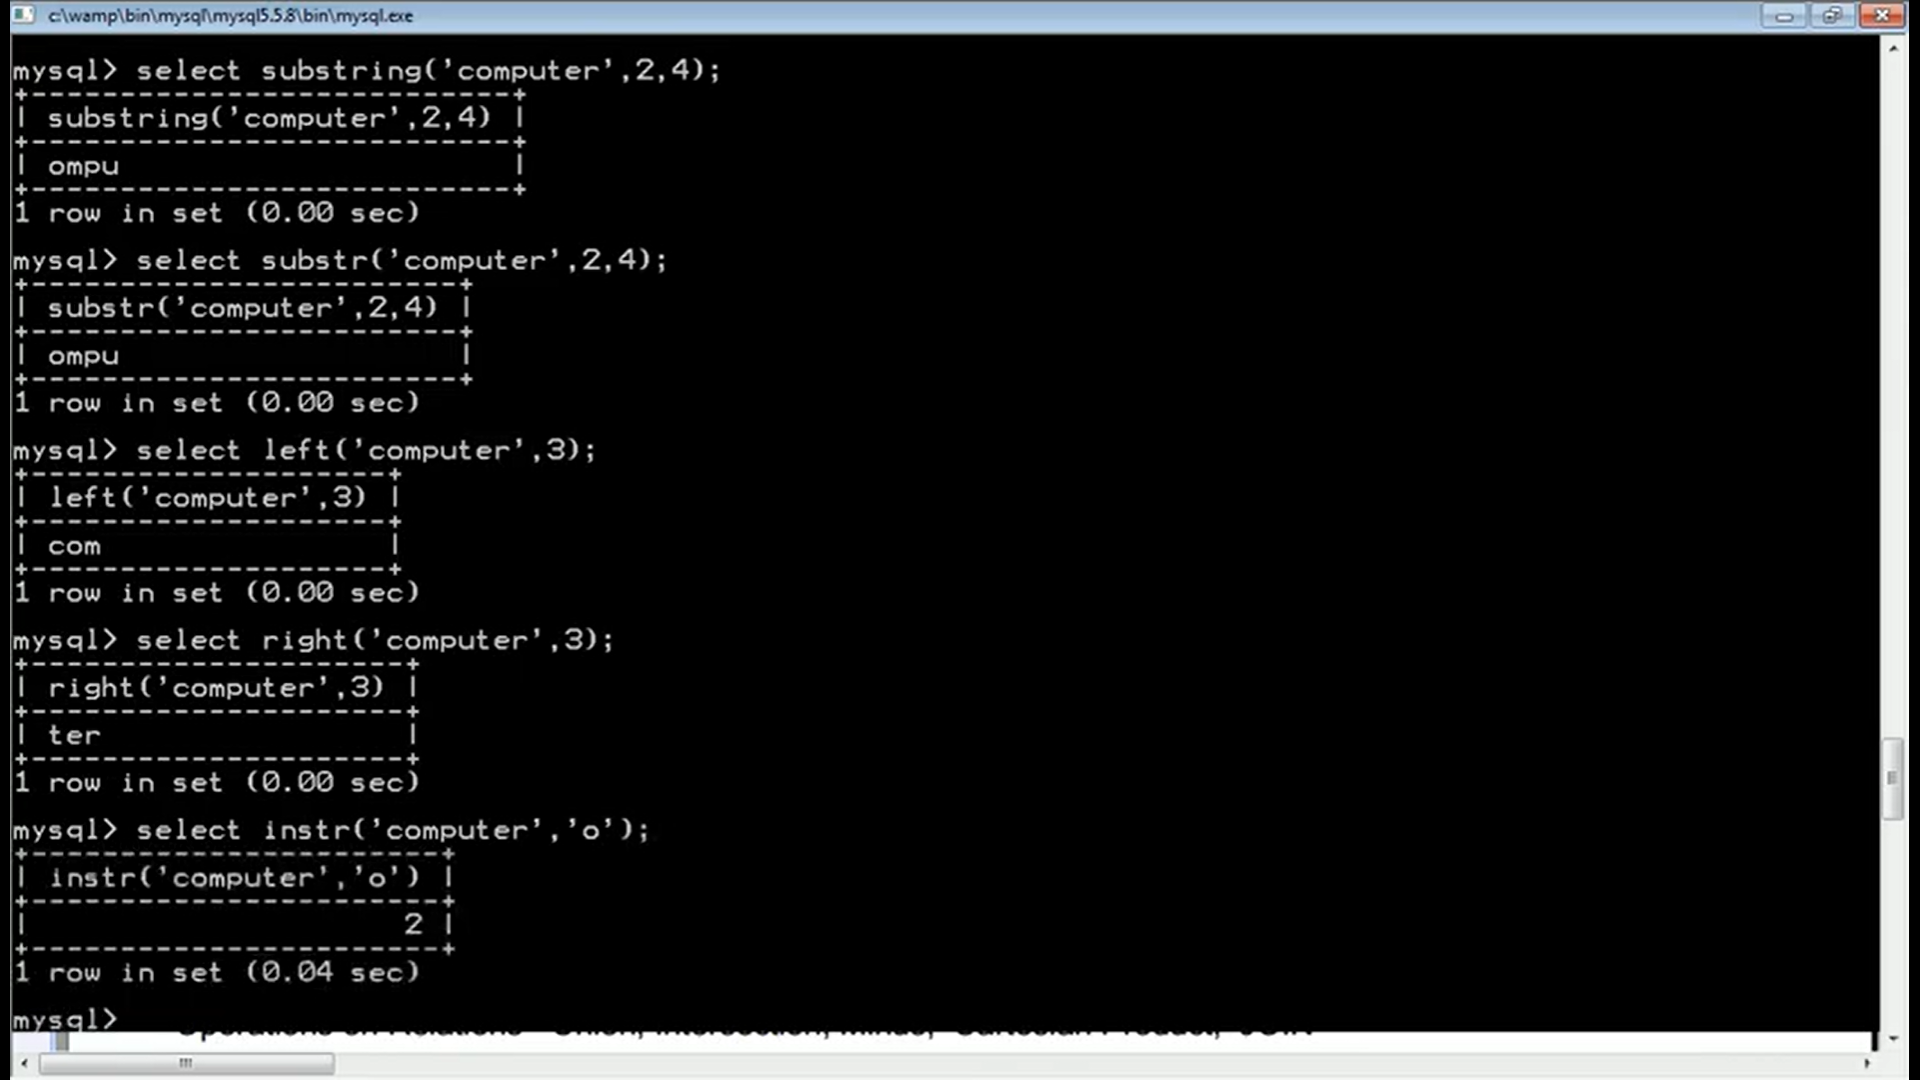 c:\wamp\bin\mysql\mysql5.5.8\bin\mysql.exe
mysql> select substring('computer',2,4);
+---------------------------+
| substring('computer',2,4) |
+---------------------------+
| ompu                      |
+---------------------------+
1 row in set (0.00 sec)
mysql> select substr('computer',2,4);
+------------------------+
| substr('computer',2,4) |
+------------------------+
| ompu                   |
+------------------------+
1 row in set (0.00 sec)
mysql> select left('computer',3);
+--------------------+
| left('computer',3) |
+--------------------+
| com                |
+--------------------+
1 row in set (0.00 sec)
mysql> select right('computer',3);
+---------------------+
| right('computer',3) |
+---------------------+
| ter                 |
+---------------------+
1 row in set (0.00 sec)
mysql> select instr('computer','o');
+-----------------------+
| instr('computer','o') |
+-----------------------+
|                     2 |
+-----------------------+
1 row in set (0.04 sec)
mysql>